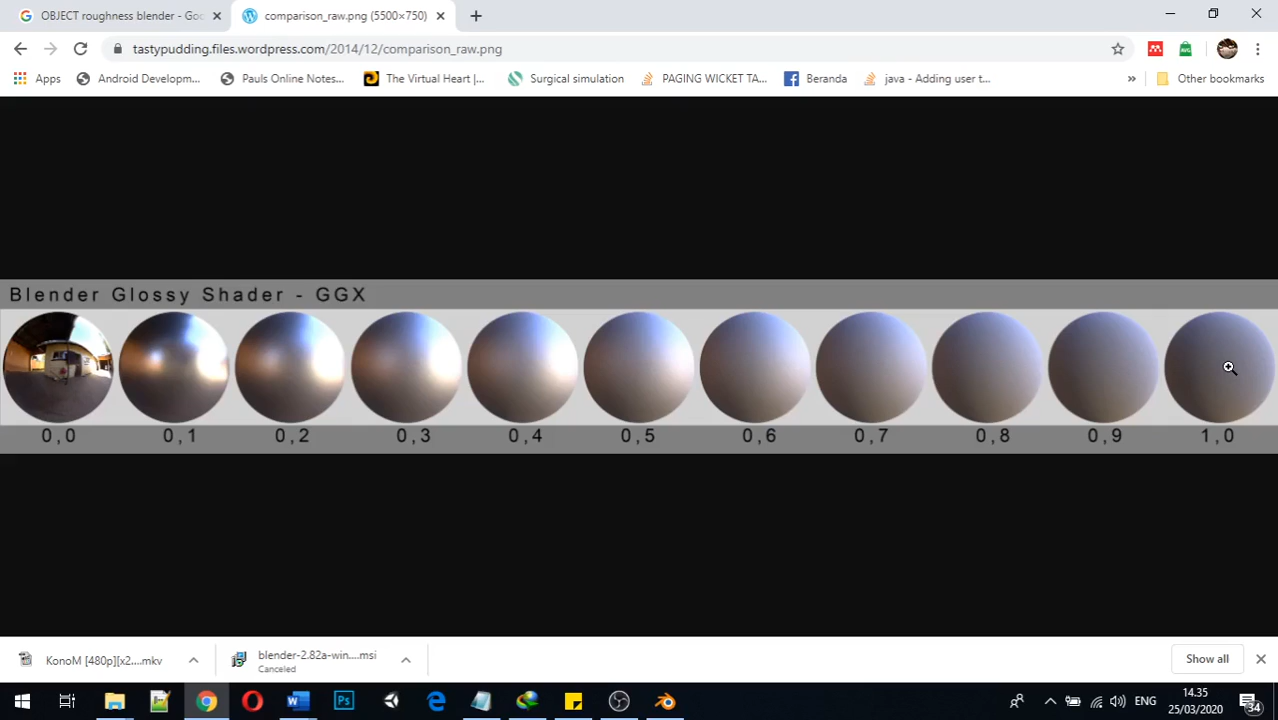 OBJECT roughness blender - Goo
comparison_raw.png (5500×750)
tastypudding.files.wordpress.com/2014/12/comparison_raw.png
Apps
Android Developm...
Pauls Online Notes...
The Virtual Heart |...
Surgical simulation
PAGING WICKET TA...
Beranda
java - Adding user t...
»
Other bookmarks
Blender Glossy Shader - GGX
0,0 0,1 0,2 0,3 0,4 0,5 0,6 0,7 0,8 0,9 1,0
KonoM [480p][x2....mkv
blender-2.82a-win....msi
Canceled
Show all
ENG
14.35
25/03/2020
34